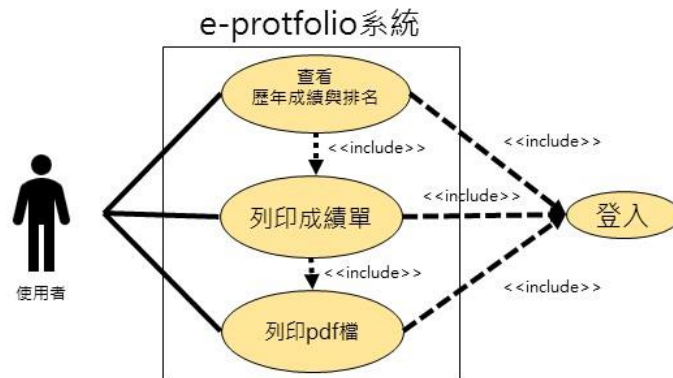 e-protfolio系統
查看
歷年成績與排名
<<include>>
<<include>>
列印成績單
<<include>>
登入
<<include>>
<<include>>
列印pdf檔
使用者